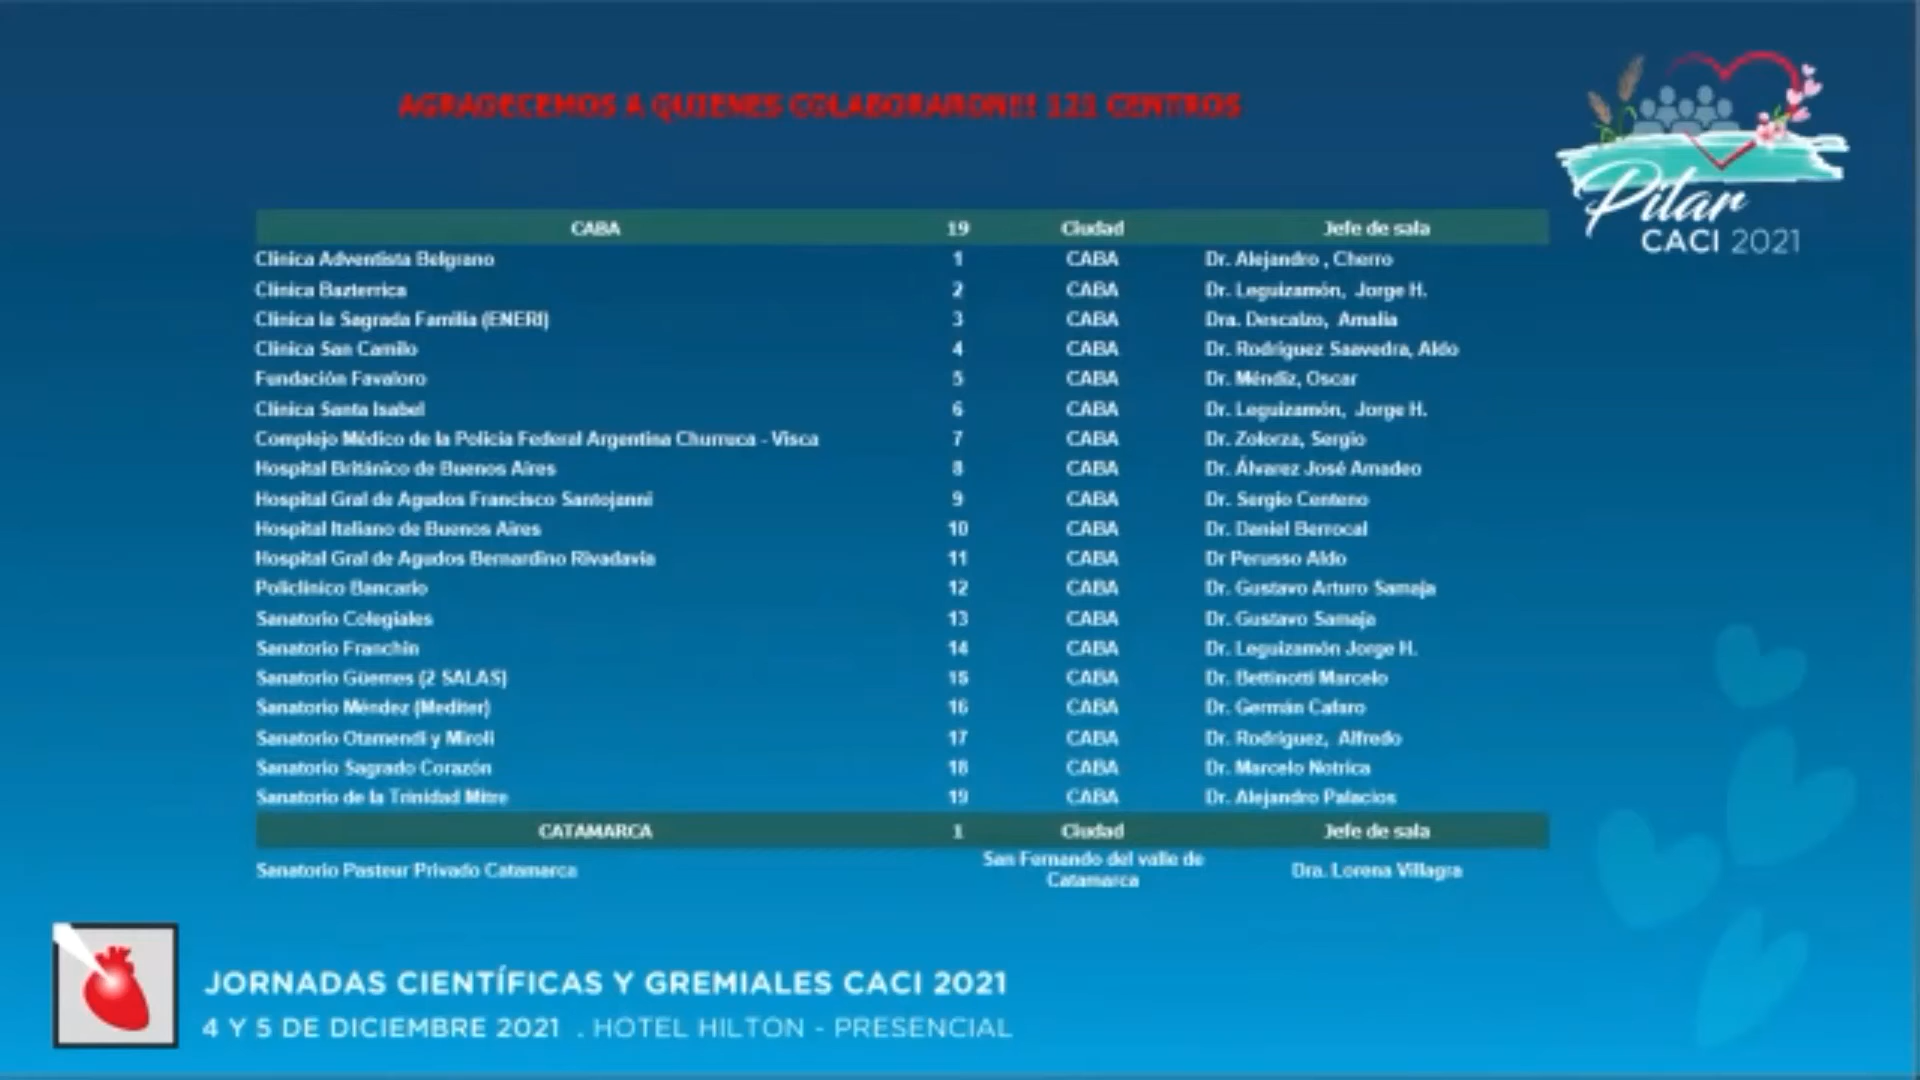 AGRADECEMOS A QUIENES COLABORARON!!! 121 CENTROS
Pilar
CACI 2021
CABA 19 Ciudad Jefe de sala
Clinica Adventista Belgrano 1 CABA Dr. Alejandro , Cherro
Clinica Bazterrica 2 CABA Dr. Leguizamón, Jorge H.
Clinica la Sagrada Familia (ENERI) 3 CABA Dra. Descalzo, Amalia
Clinica San Camilo 4 CABA Dr. Rodriguez Saavedra, Aldo
Fundación Favaloro 5 CABA Dr. Méndiz, Oscar
Clinica Santa Isabel 6 CABA Dr. Leguizamón, Jorge H.
Complejo Médico de la Policia Federal Argentina Churruca - Visca 7 CABA Dr. Zolorza, Sergio
Hospital Británico de Buenos Aires 8 CABA Dr. Álvarez José Amadeo
Hospital Gral de Agudos Francisco Santojanni 9 CABA Dr. Sergio Centeno
Hospital Italiano de Buenos Aires 10 CABA Dr. Daniel Berrocal
Hospital Gral de Agudos Bernardino Rivadavia 11 CABA Dr Perusso Aldo
Policlinico Bancario 12 CABA Dr. Gustavo Arturo Samaja
Sanatorio Colegiales 13 CABA Dr. Gustavo Samaja
Sanatorio Franchin 14 CABA Dr. Leguizamón Jorge H.
Sanatorio Güemes (2 SALAS) 15 CABA Dr. Bettinotti Marcelo
Sanatorio Méndez (Mediter) 16 CABA Dr. Germán Cafaro
Sanatorio Otamendi y Miroli 17 CABA Dr. Rodriguez, Alfredo
Sanatorio Sagrado Corazón 18 CABA Dr. Marcelo Notrica
Sanatorio de la Trinidad Mitre 19 CABA Dr. Alejandro Palacios
CATAMARCA 1 Ciudad Jefe de sala
Sanatorio Pasteur Privado Catamarca San Fernando del valle de Catamarca Dra. Lorena Villagra
JORNADAS CIENTÍFICAS Y GREMIALES CACI 2021
4 Y 5 DE DICIEMBRE 2021 . HOTEL HILTON - PRESENCIAL